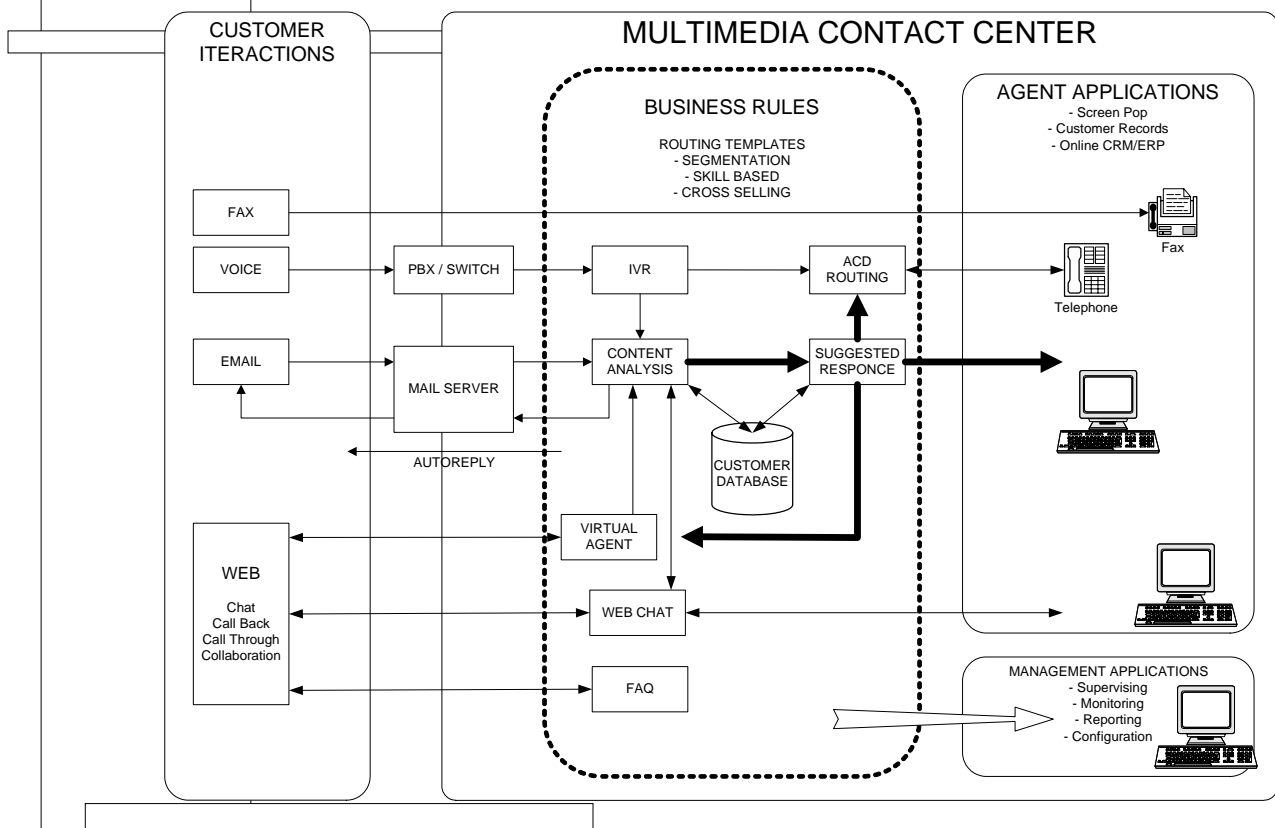 CUSTOMER
ITERACTIONS
MULTIMEDIA CONTACT CENTER
BUSINESS RULES
ROUTING TEMPLATES
- SEGMENTATION
- SKILL BASED
- CROSS SELLING
AGENT APPLICATIONS
- Screen Pop
- Customer Records
- Online CRM/ERP
FAX
Fax
VOICE
PBX / SWITCH
IVR
ACD
ROUTING
Telephone
EMAIL
MAIL SERVER
CONTENT
ANALYSIS
SUGGESTED
RESPONCE
AUTOREPLY
CUSTOMER
DATABASE
VIRTUAL
AGENT
WEB
Chat
Call Back
Call Through
Collaboration
WEB CHAT
FAQ
MANAGEMENT APPLICATIONS
- Supervising
- Monitoring
- Reporting
- Configuration